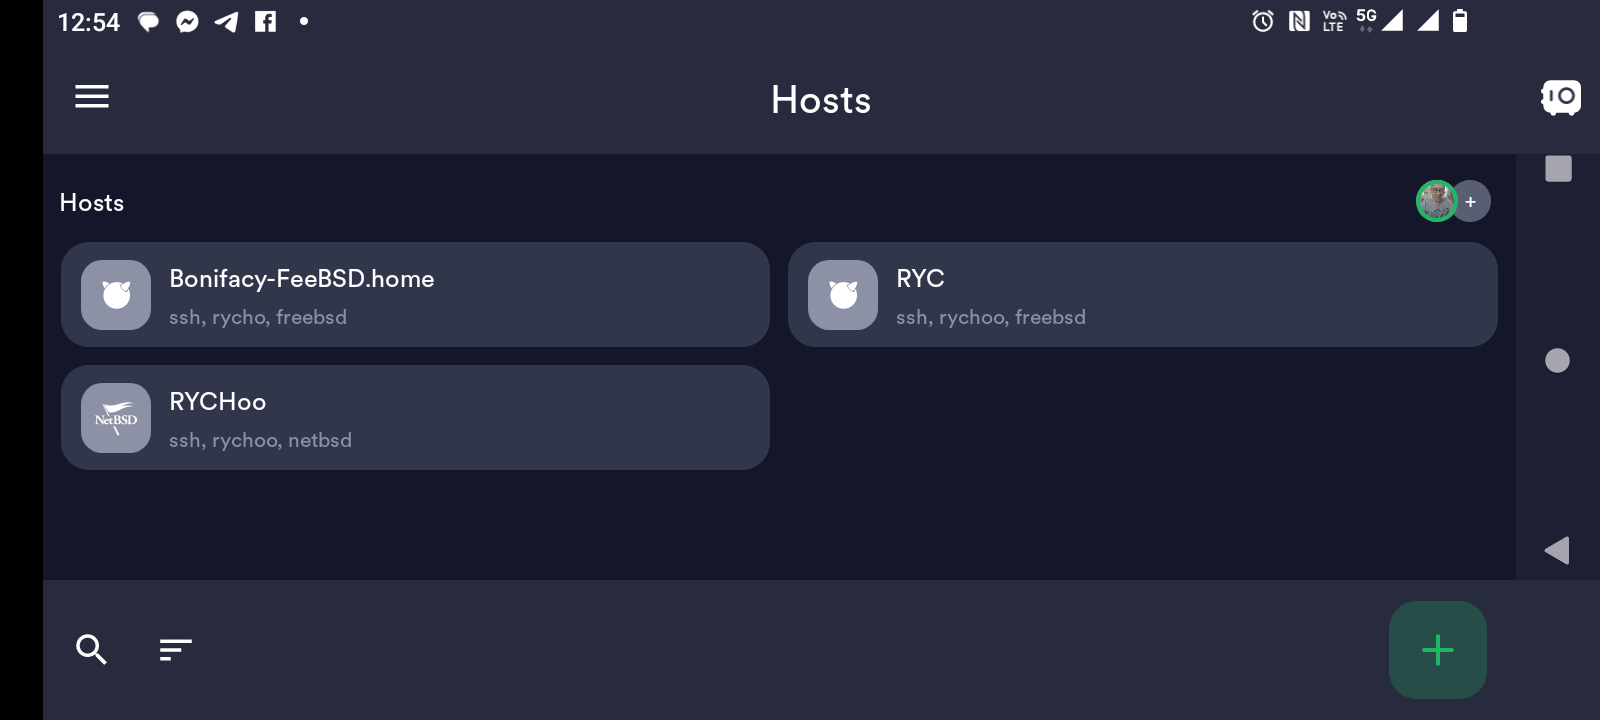 12:54
Vo LTE
5G
Hosts
Hosts
+
Bonifacy-FeeBSD.home
ssh, rycho, freebsd
RYC
ssh, rychoo, freebsd
NetBSD
RYCHoo
ssh, rychoo, netbsd